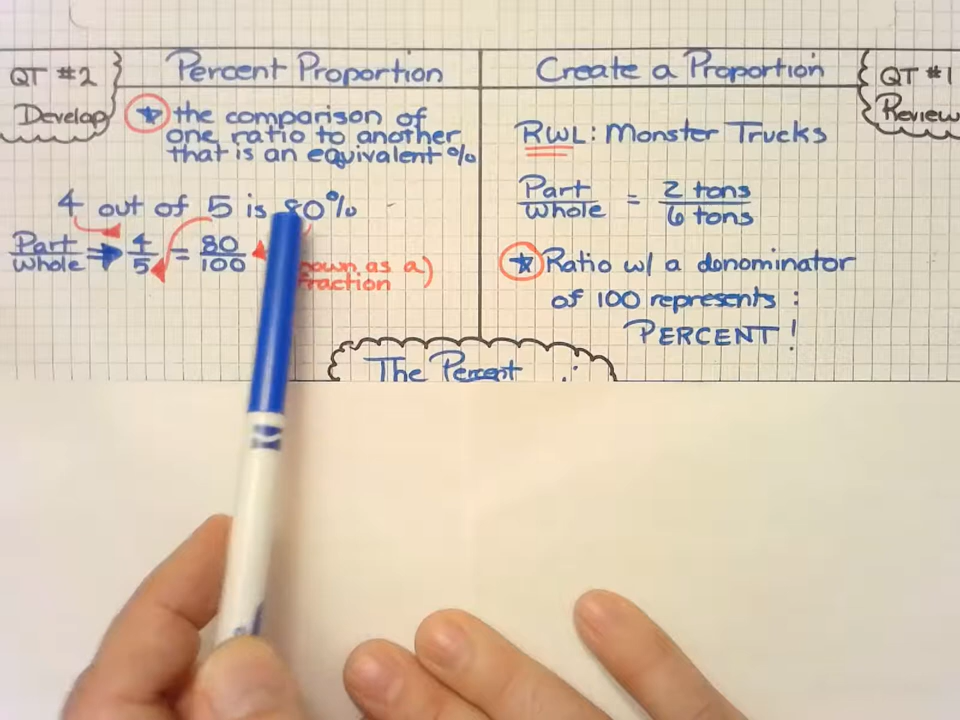 QT #2
Develop
Percent Proportion
★ the comparison of
one ratio to another
that is an equivalent %
4 out of 5 is 80%
Part/Whole ➔ 4/5 = 80/100
as a)
fraction
Create a Proportion
QT #1
Review
RWL: Monster Trucks
Part/Whole = 2 tons/6 tons
★ Ratio w/ a denominator
of 100 represents :
PERCENT !
The Percent